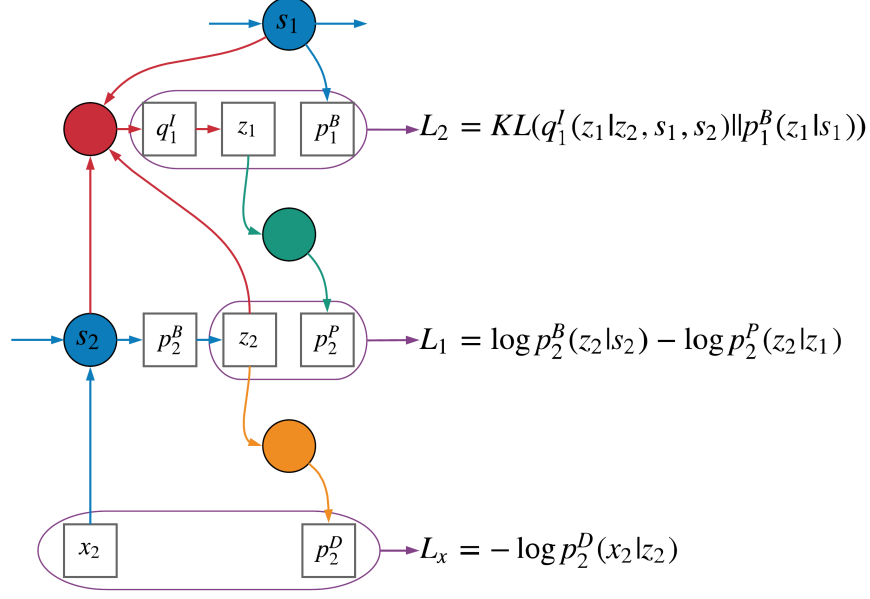 s₁
q₁ᴵ z₁ p₁ᴮ L₂ = KL(q₁ᴵ(z₁|z₂, s₁, s₂)||p₁ᴮ(z₁|s₁))
s₂ p₂ᴮ z₂ p₂ᴾ L₁ = log p₂ᴮ(z₂|s₂) − log p₂ᴾ(z₂|z₁)
x₂ p₂ᴰ Lₓ = − log p₂ᴰ(x₂|z₂)